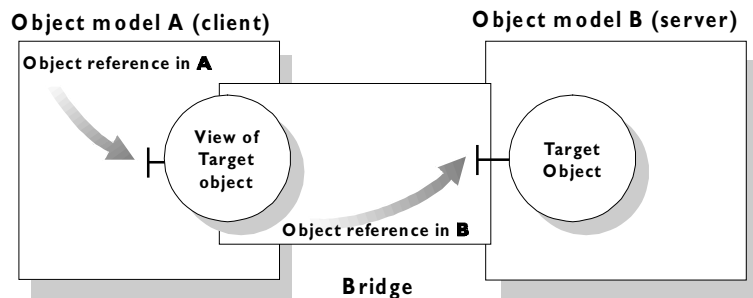 Object model A (client)
Object model B (server)
Object reference in A
View of
Target
object
Target
Object
Object reference in B
Bridge